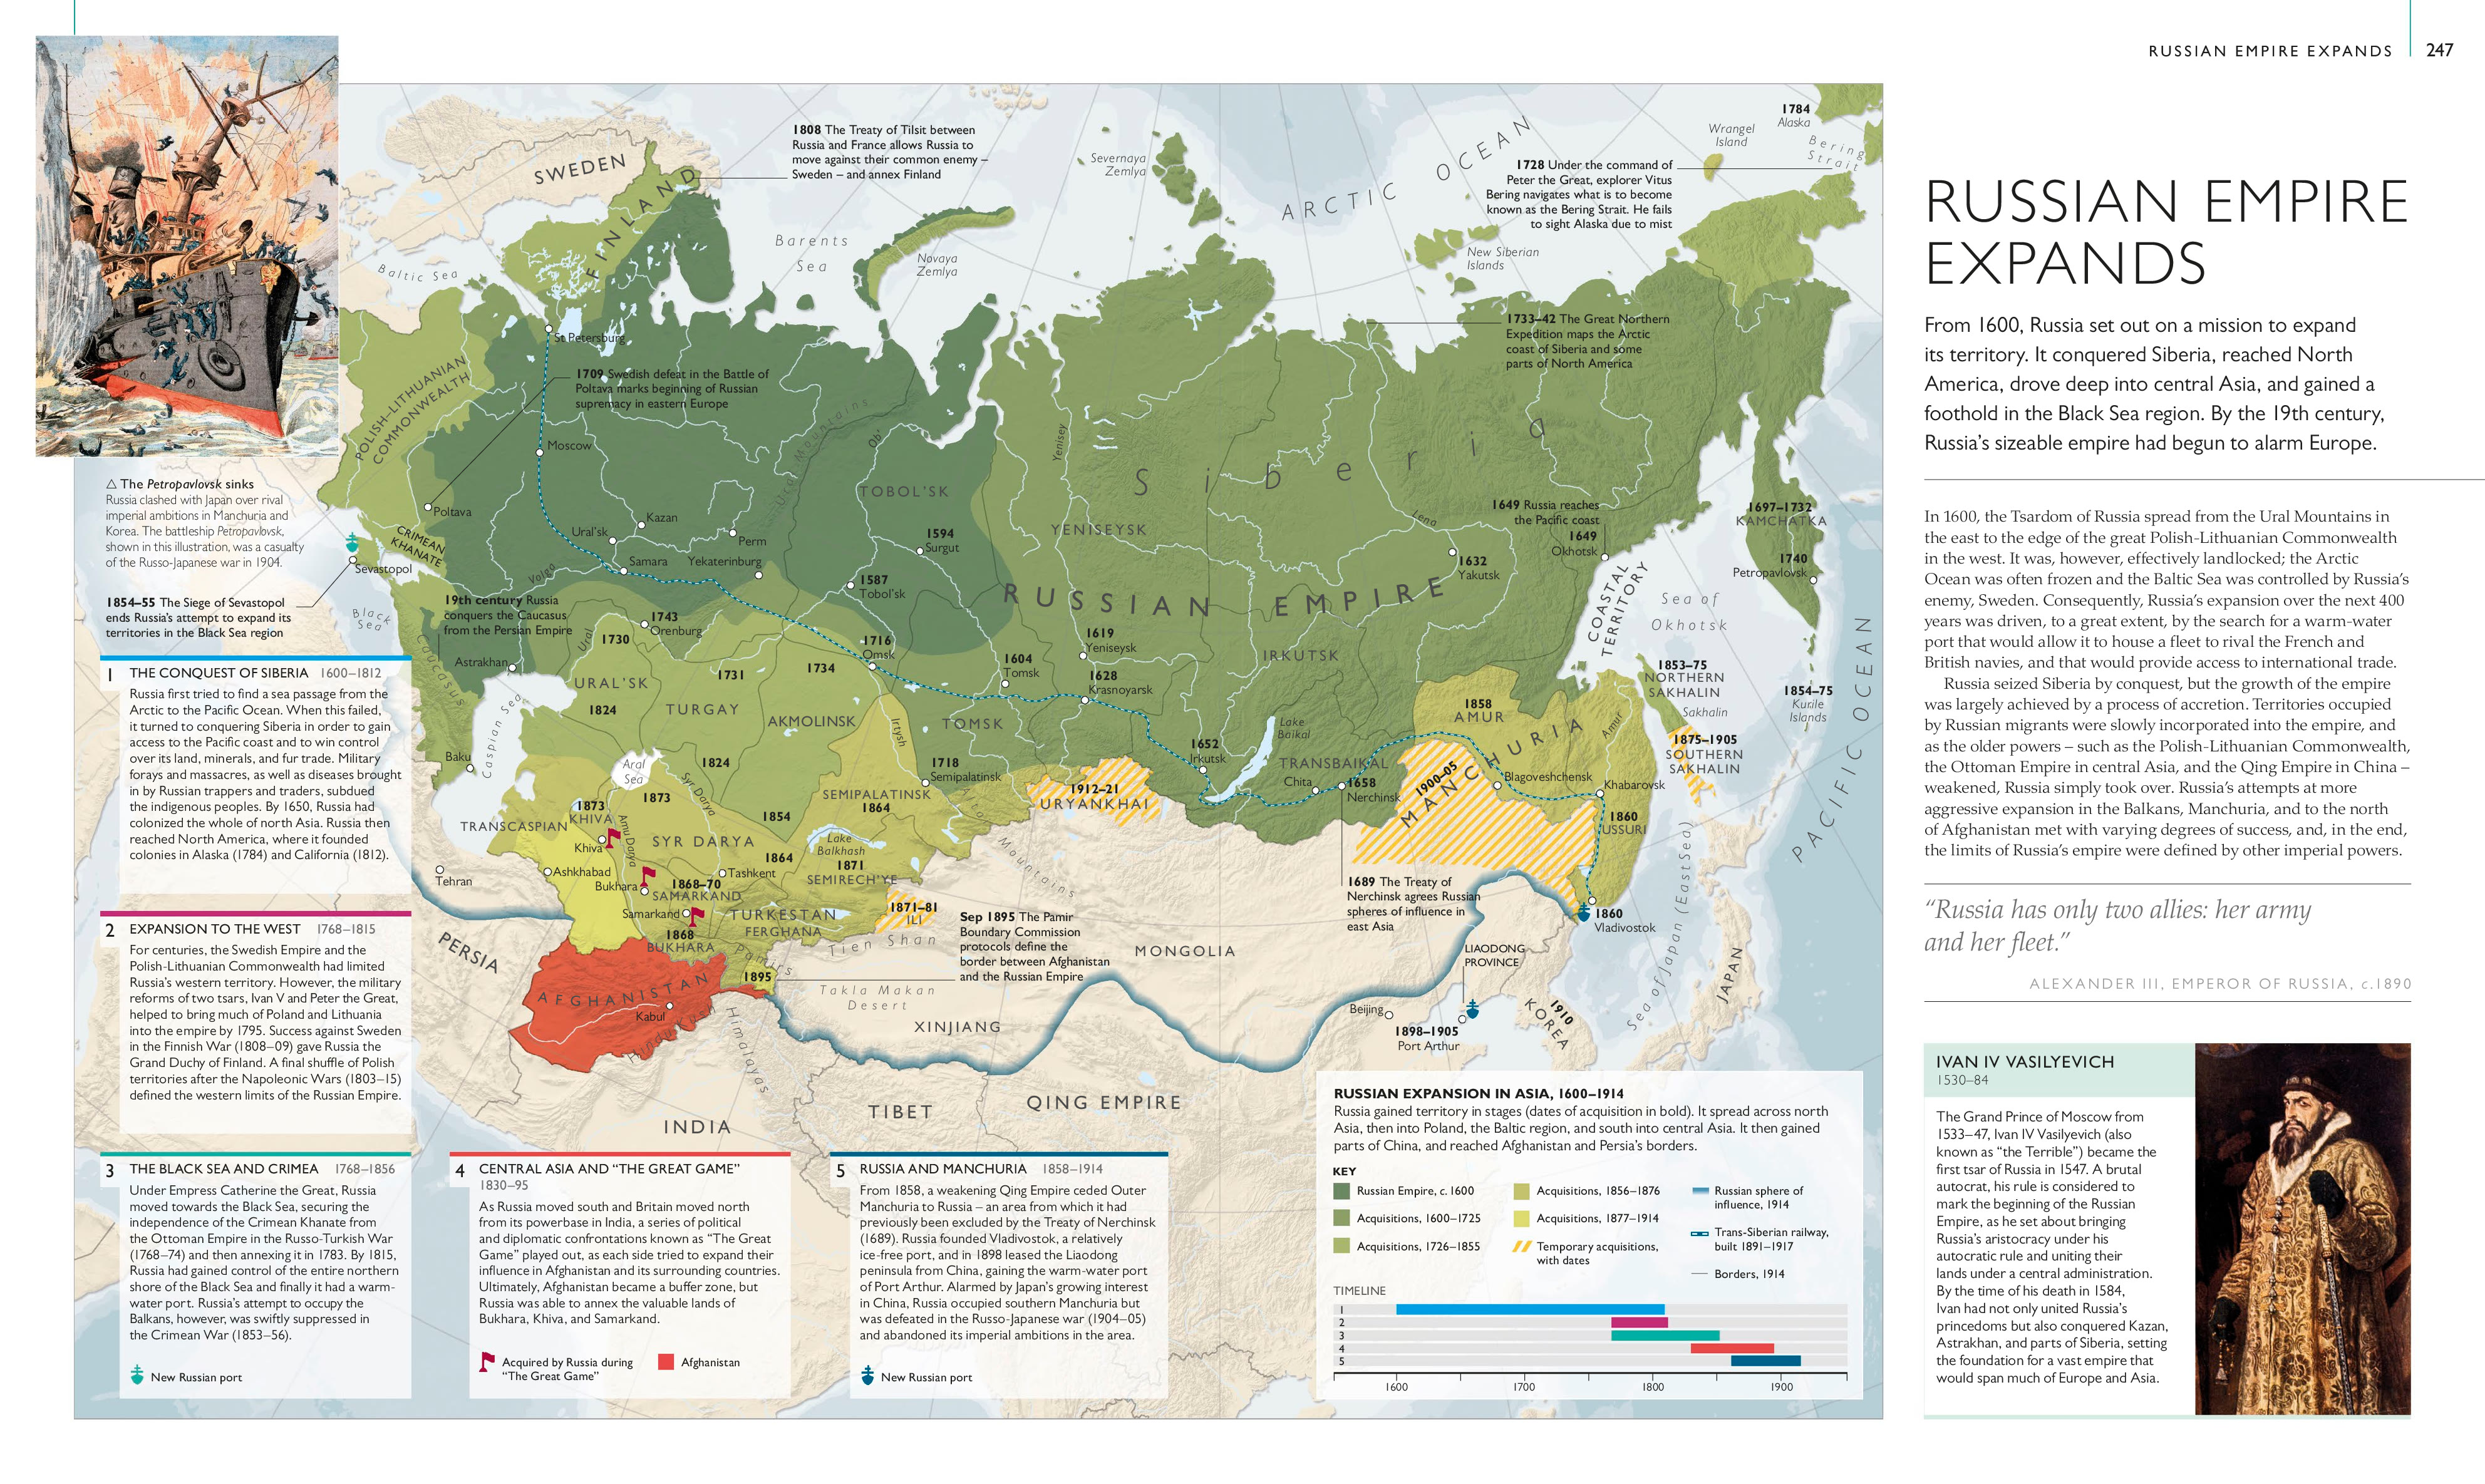 RUSSIAN EMPIRE EXPANDS 247
RUSSIAN EMPIRE
EXPANDS
From 1600, Russia set out on a mission to expand
its territory. It conquered Siberia, reached North
America, drove deep into central Asia, and gained a
foothold in the Black Sea region. By the 19th century,
Russia's sizeable empire had begun to alarm Europe.
In 1600, the Tsardom of Russia spread from the Ural Mountains in
the east to the edge of the great Polish-Lithuanian Commonwealth
in the west. It was, however, effectively landlocked; the Arctic
Ocean was often frozen and the Baltic Sea was controlled by Russia's
enemy, Sweden. Consequently, Russia's expansion over the next 400
years was driven, to a great extent, by the search for a warm-water
port that would allow it to house a fleet to rival the French and
British navies, and that would provide access to international trade.
Russia seized Siberia by conquest, but the growth of the empire
was largely achieved by a process of accretion. Territories occupied
by Russian migrants were slowly incorporated into the empire, and
as the older powers – such as the Polish-Lithuanian Commonwealth,
the Ottoman Empire in central Asia, and the Qing Empire in China –
weakened, Russia simply took over. Russia's attempts at more
aggressive expansion in the Balkans, Manchuria, and to the north
of Afghanistan met with varying degrees of success, and, in the end,
the limits of Russia's empire were defined by other imperial powers.
"Russia has only two allies: her army
and her fleet."
ALEXANDER III, EMPEROR OF RUSSIA, c.1890
IVAN IV VASILYEVICH
1530–84
The Grand Prince of Moscow from
1533–47, Ivan IV Vasilyevich (also
known as "the Terrible") became the
first tsar of Russia in 1547. A brutal
autocrat, his rule is considered to
mark the beginning of the Russian
Empire, as he set about bringing
Russia's aristocracy under his
autocratic rule and uniting their
lands under a central administration.
By the time of his death in 1584,
Ivan had not only united Russia's
princedoms but also conquered Kazan,
Astrakhan, and parts of Siberia, setting
the foundation for a vast empire that
would span much of Europe and Asia.
△ The Petropavlovsk sinks
Russia clashed with Japan over rival
imperial ambitions in Manchuria and
Korea. The battleship Petropavlovsk,
shown in this illustration, was a casualty
of the Russo-Japanese war in 1904.
1854–55 The Siege of Sevastopol
ends Russia's attempt to expand its
territories in the Black Sea region
1 THE CONQUEST OF SIBERIA 1600–1812
Russia first tried to find a sea passage from the
Arctic to the Pacific Ocean. When this failed,
it turned to conquering Siberia in order to gain
access to the Pacific coast and to win control
over its land, minerals, and fur trade. Military
forays and massacres, as well as diseases brought
in by Russian trappers and traders, subdued
the indigenous peoples. By 1650, Russia had
colonized the whole of north Asia. Russia then
reached North America, where it founded
colonies in Alaska (1784) and California (1812).
2 EXPANSION TO THE WEST 1768–1815
For centuries, the Swedish Empire and the
Polish-Lithuanian Commonwealth had limited
Russia's western territory. However, the military
reforms of two tsars, Ivan V and Peter the Great,
helped to bring much of Poland and Lithuania
into the empire by 1795. Success against Sweden
in the Finnish War (1808–09) gave Russia the
Grand Duchy of Finland. A final shuffle of Polish
territories after the Napoleonic Wars (1803–15)
defined the western limits of the Russian Empire.
3 THE BLACK SEA AND CRIMEA 1768–1856
Under Empress Catherine the Great, Russia
moved towards the Black Sea, securing the
independence of the Crimean Khanate from
the Ottoman Empire in the Russo-Turkish War
(1768–74) and then annexing it in 1783. By 1815,
Russia had gained control of the entire northern
shore of the Black Sea and finally it had a warm-
water port. Russia's attempt to occupy the
Balkans, however, was swiftly suppressed in
the Crimean War (1853–56).
New Russian port
4 CENTRAL ASIA AND "THE GREAT GAME"
1830–95
As Russia moved south and Britain moved north
from its powerbase in India, a series of political
and diplomatic confrontations known as "The Great
Game" played out, as each side tried to expand their
influence in Afghanistan and its surrounding countries.
Ultimately, Afghanistan became a buffer zone, but
Russia was able to annex the valuable lands of
Bukhara, Khiva, and Samarkand.
Acquired by Russia during
"The Great Game"
Afghanistan
5 RUSSIA AND MANCHURIA 1858–1914
From 1858, a weakening Qing Empire ceded Outer
Manchuria to Russia – an area from which it had
previously been excluded by the Treaty of Nerchinsk
(1689). Russia founded Vladivostok, a relatively
ice-free port, and in 1898 leased the Liaodong
peninsula from China, gaining the warm-water port
of Port Arthur. Alarmed by Japan's growing interest
in China, Russia occupied southern Manchuria but
was defeated in the Russo-Japanese war (1904–05)
and abandoned its imperial ambitions in the area.
New Russian port
RUSSIAN EXPANSION IN ASIA, 1600–1914
Russia gained territory in stages (dates of acquisition in bold). It spread across north
Asia, then into Poland, the Baltic region, and south into central Asia. It then gained
parts of China, and reached Afghanistan and Persia's borders.
KEY
Russian Empire, c. 1600
Acquisitions, 1600–1725
Acquisitions, 1726–1855
Acquisitions, 1856–1876
Acquisitions, 1877–1914
Temporary acquisitions,
with dates
Russian sphere of
influence, 1914
Trans-Siberian railway,
built 1891–1917
Borders, 1914
TIMELINE
1
2
3
4
5
1600 1700 1800 1900
1808 The Treaty of Tilsit between
Russia and France allows Russia to
move against their common enemy –
Sweden – and annex Finland
1728 Under the command of
Peter the Great, explorer Vitus
Bering navigates what is to become
known as the Bering Strait. He fails
to sight Alaska due to mist
1733–42 The Great Northern
Expedition maps the Arctic
coast of Siberia and some
parts of North America
1709 Swedish defeat in the Battle of
Poltava marks beginning of Russian
supremacy in eastern Europe
1649 Russia reaches
the Pacific coast
19th century Russia
conquers the Caucasus
from the Persian Empire
Sep 1895 The Pamir
Boundary Commission
protocols define the
border between Afghanistan
and the Russian Empire
1689 The Treaty of
Nerchinsk agrees Russian
spheres of influence in
east Asia
SWEDEN
FINLAND
Baltic Sea
Barents
Sea
Novaya
Zemlya
Severnaya
Zemlya
ARCTIC OCEAN
New Siberian
Islands
Wrangel
Island
1784
Alaska
Bering
Strait
St Petersburg
POLISH-LITHUANIAN
COMMONWEALTH
Moscow
Poltava
CRIMEAN
KHANATE
Sevastopol
Black
Sea
Kazan
Ural'sk
Samara
Perm
Yekaterinburg
Volga
Ural Mountains
Ob'
TOBOL'SK
1594
Surgut
1587
Tobol'sk
Yenisey
YENISEYSK
Siberia
RUSSIAN EMPIRE
Lena
1632
Yakutsk
1649
Okhotsk
COASTAL
TERRITORY
Sea of
Okhotsk
1697–1732
KAMCHATKA
1740
Petropavlovsk
PACIFIC OCEAN
1853–75
NORTHERN
SAKHALIN
Sakhalin
1875–1905
SOUTHERN
SAKHALIN
1854–75
Kurile
Islands
Astrakhan
Caucasus
Caspian Sea
Baku
Ural
1730
1743
Orenburg
1731
1734
1716
Omsk
URAL'SK
1824
TURGAY
AKMOLINSK
Irtysh
TOMSK
1604
Tomsk
1619
Yeniseysk
1628
Krasnoyarsk
IRKUTSK
1652
Irkutsk
Lake
Baikal
TRANSBAIKAL
Chita
1658
Nerchinsk
1858
AMUR
MANCHURIA
1900–05
Amur
Blagoveshchensk
Khabarovsk
1860
USSURI
1860
Vladivostok
Aral
Sea
1824
Syr Darya
1718
Semipalatinsk
SEMIPALATINSK
1864
Altai Mountains
1912–21
URYANKHAI
1873
KHIVA
1873
Khiva
TRANSCASPIAN
Amu Darya
SYR DARYA
1854
1864
Lake
Balkhash
1871
SEMIRECH'YE
Tashkent
Ashkhabad
Bukhara
1868–70
SAMARKAND
Samarkand
1868
BUKHARA
TURKESTAN
FERGHANA
1871–81
ILI
Tien Shan
Pamirs
1895
Tehran
PERSIA
AFGHANISTAN
Kabul
Hindu Kush
Himalayas
Takla Makan
Desert
XINJIANG
MONGOLIA
TIBET
QING EMPIRE
INDIA
Beijing
LIAODONG
PROVINCE
1898–1905
Port Arthur
1910
KOREA
JAPAN
Sea of Japan (East Sea)